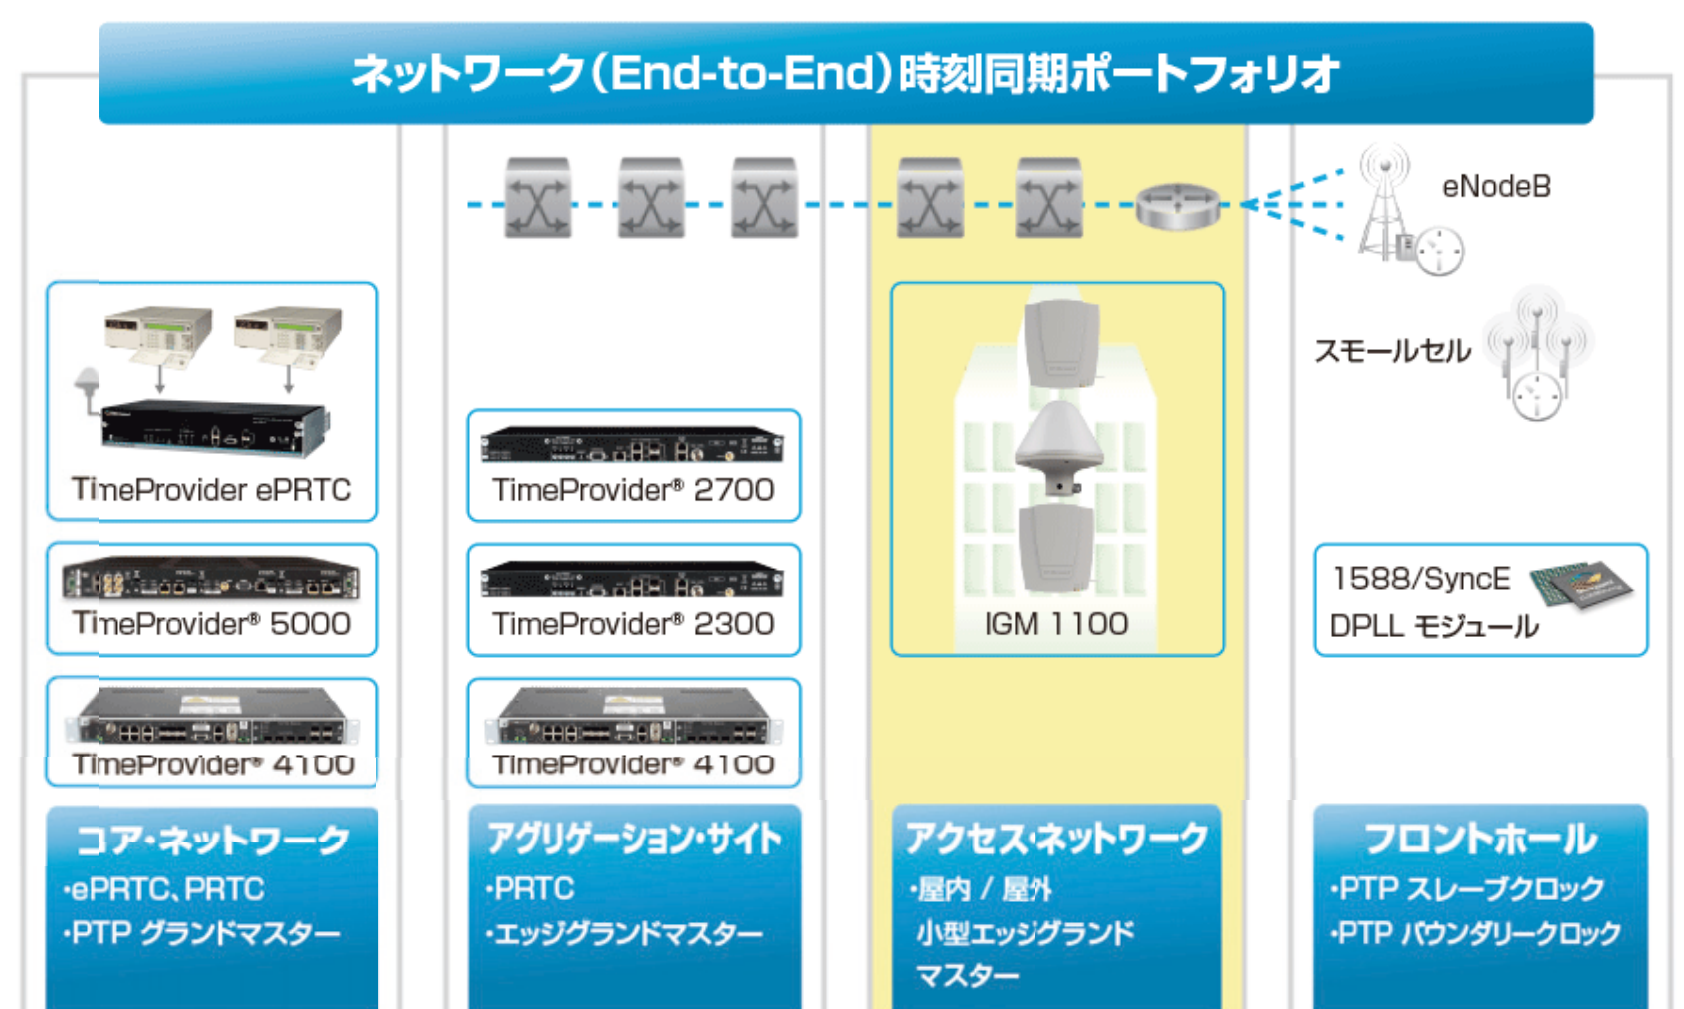 ネットワーク(End-to-End)時刻同期ポートフォリオ
eNodeB
スモールセル
TimeProvider ePRTC
TimeProvider® 5000
TimeProvider® 4100
TimeProvider® 2700
TimeProvider® 2300
TimeProvider® 4100
IGM 1100
1588/SyncE
DPLL モジュール
コア・ネットワーク
・ePRTC、PRTC
・PTP グランドマスター
アグリゲーション・サイト
・PRTC
・エッジグランドマスター
アクセス・ネットワーク
・屋内 / 屋外
小型エッジグランド
マスター
フロントホール
・PTP スレーブクロック
・PTP バウンダリークロック